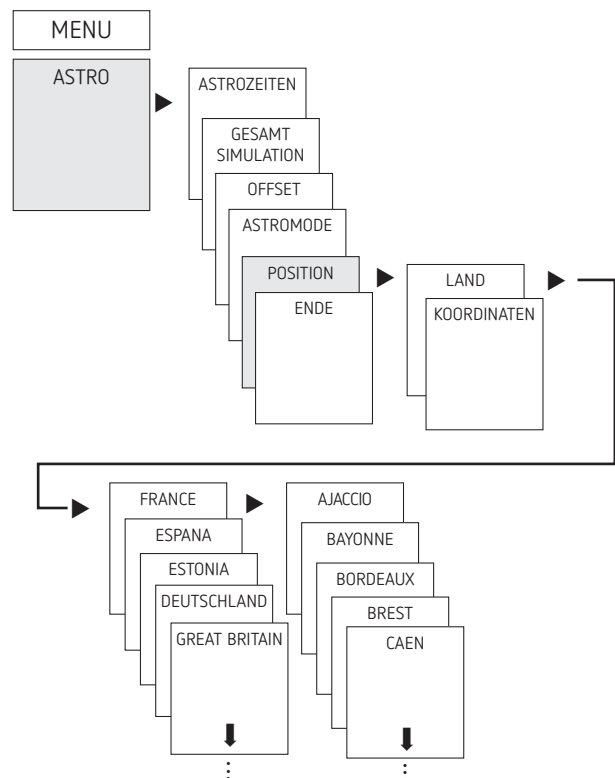 MENU
ASTRO
ASTROZEITEN
GESAMT
SIMULATION
OFFSET
ASTROMODE
POSITION
ENDE
LAND
KOORDINATEN
FRANCE
ESPANA
ESTONIA
DEUTSCHLAND
GREAT BRITAIN
AJACCIO
BAYONNE
BORDEAUX
BREST
CAEN